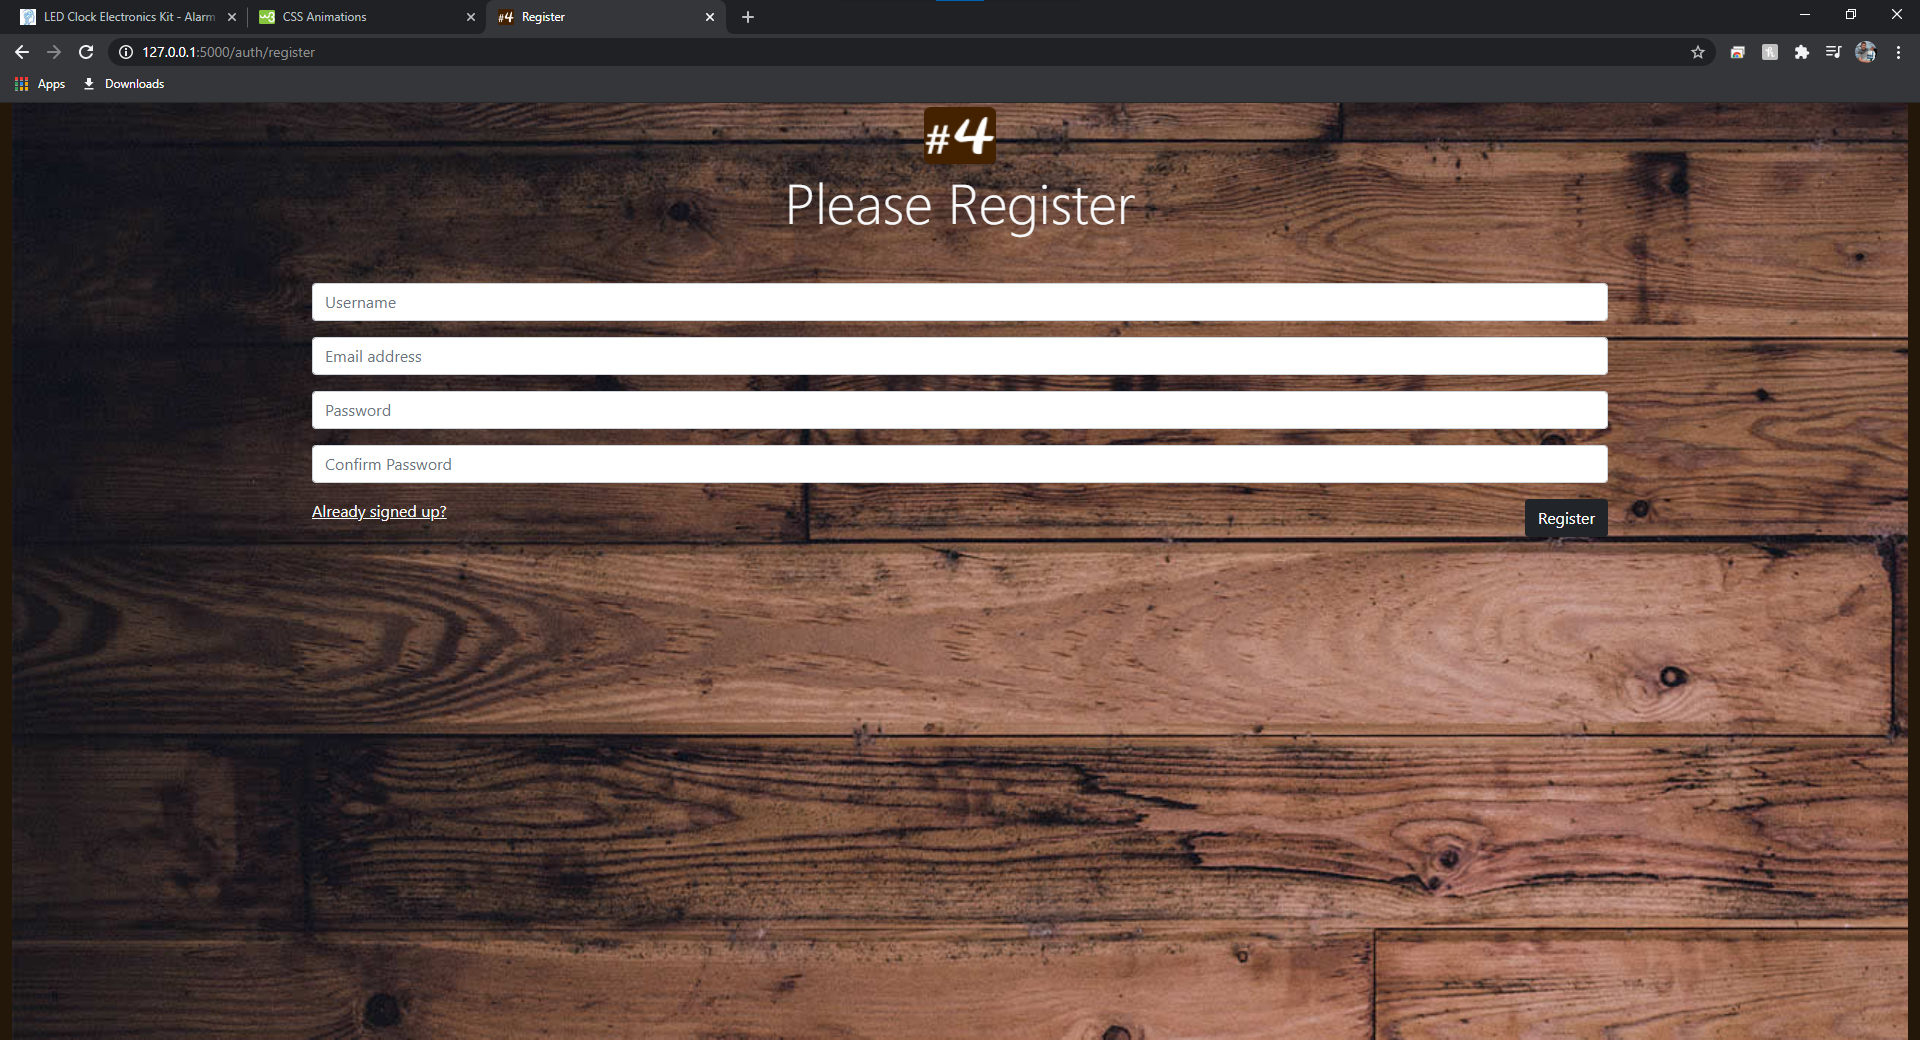 LED Clock Electronics Kit - Alarm
CSS Animations
#4 Register
127.0.0.1:5000/auth/register
Apps
Downloads
#4
Please Register
Username
Email address
Password
Confirm Password
Already signed up?
Register